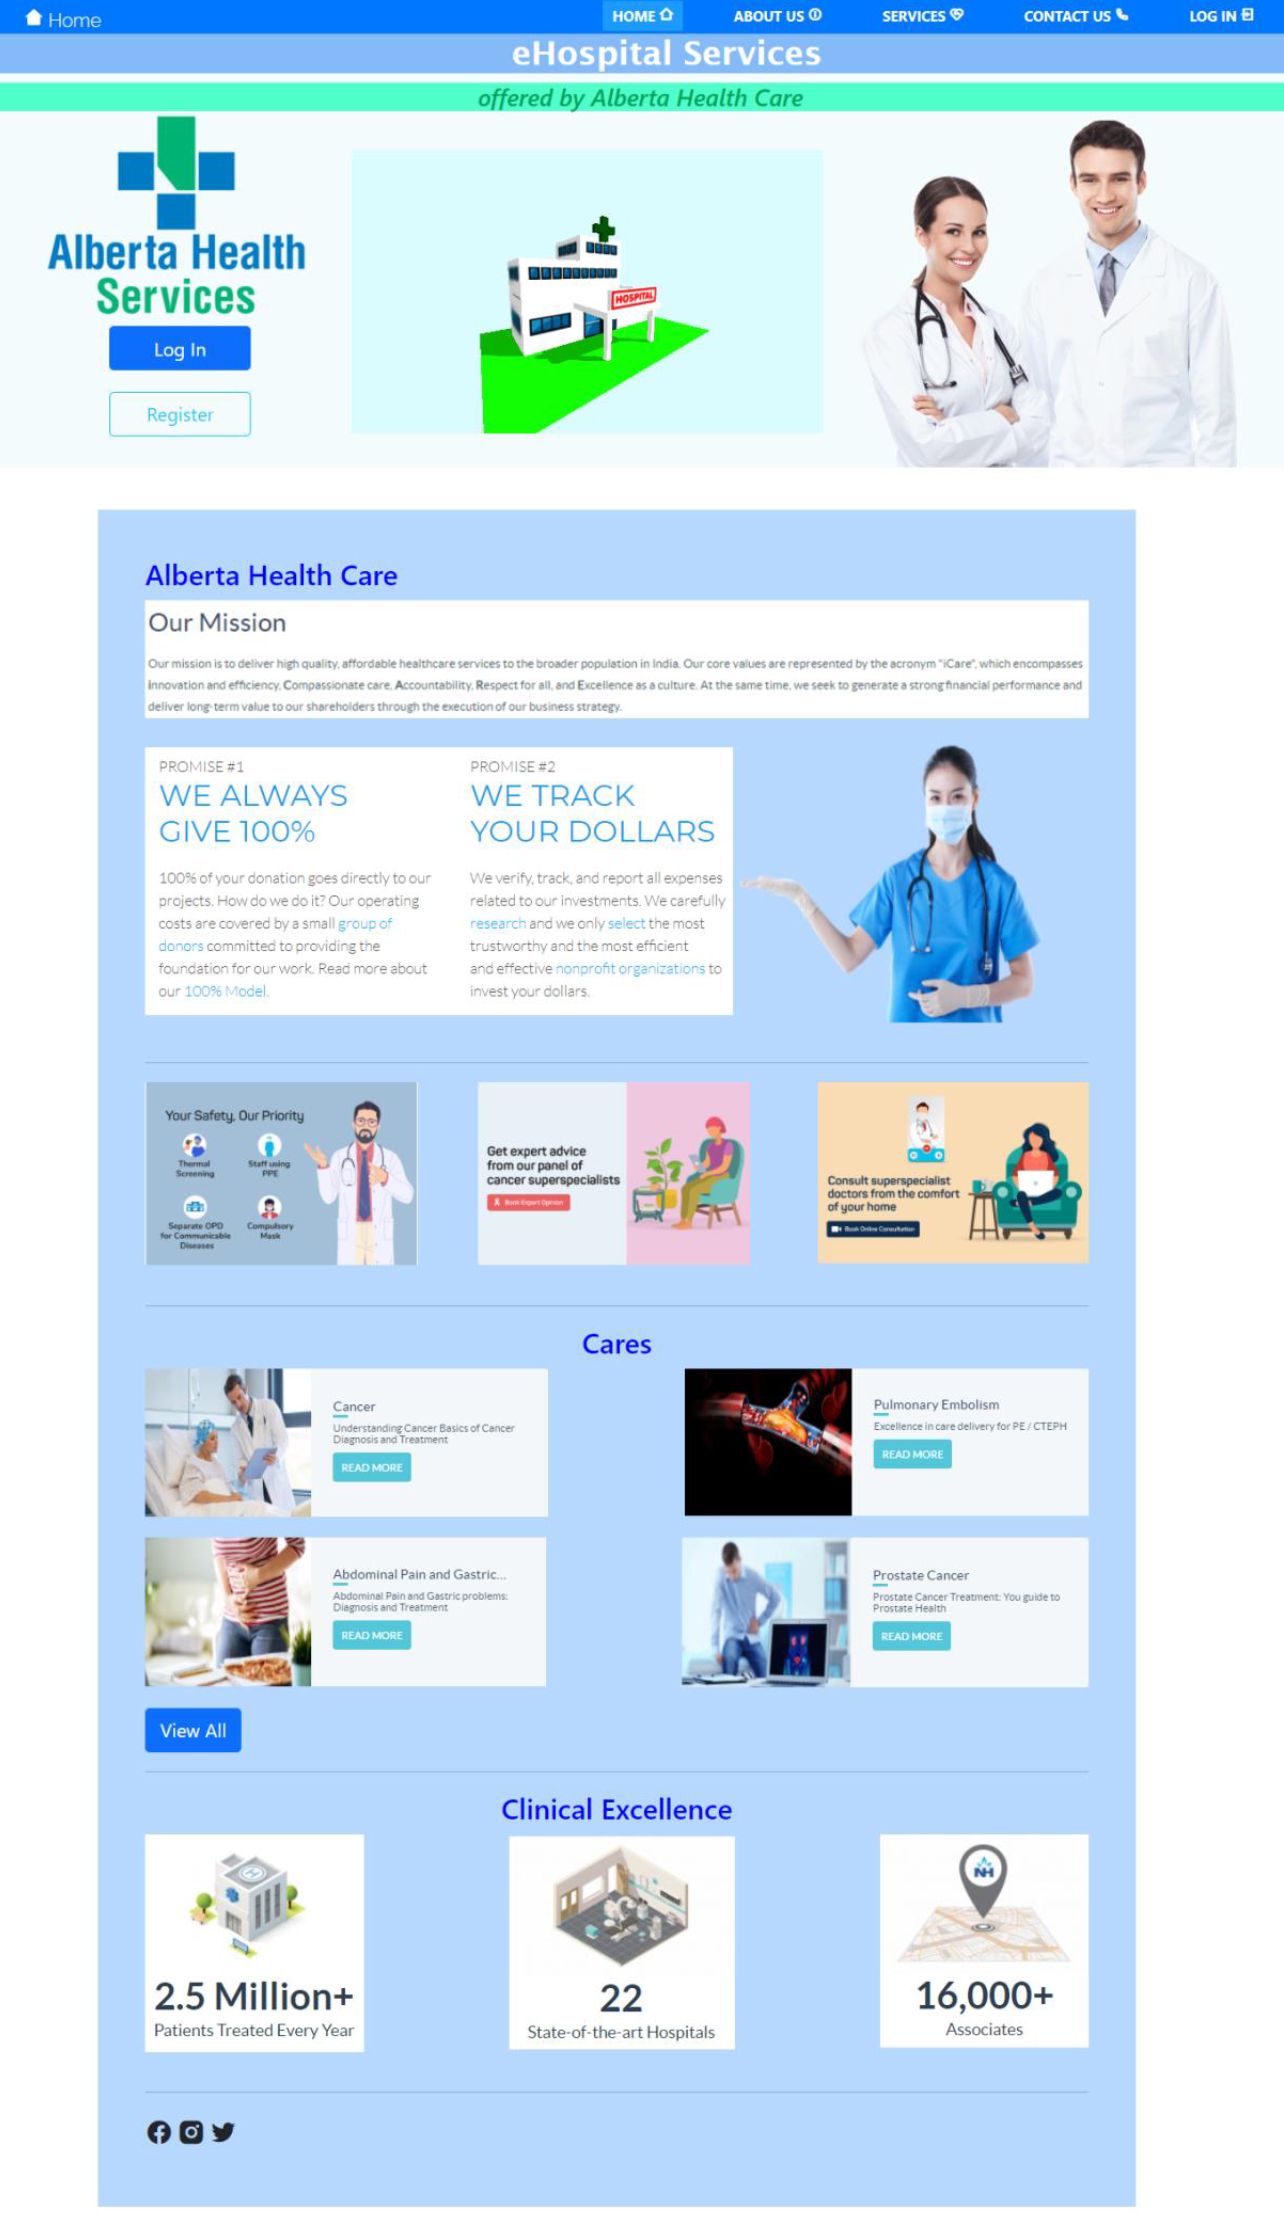 Home
HOME
ABOUT US
SERVICES
CONTACT US
LOG IN
eHospital Services
offered by Alberta Health Care
Alberta Health
Services
Log In
Register
HOSPITAL
Alberta Health Care
Our Mission
Our mission is to deliver high quality, affordable healthcare services to the broader population in India. Our core values are represented by the acronym "iCare", which encompasses
innovation and efficiency, Compassionate care, Accountability, Respect for all, and Excellence as a culture. At the same time, we seek to generate a strong financial performance and
deliver long-term value to our shareholders through the execution of our business strategy.
PROMISE #1
WE ALWAYS
GIVE 100%
100% of your donation goes directly to our
projects. How do we do it? Our operating
costs are covered by a small group of
donors committed to providing the
foundation for our work. Read more about
our 100% Model.
PROMISE #2
WE TRACK
YOUR DOLLARS
We verify, track, and report all expenses
related to our investments. We carefully
research and we only select the most
trustworthy and the most efficient
and effective nonprofit organizations to
invest your dollars.
Your Safety, Our Priority
Thermal
Screening
Staff using
PPE
Separate OPD
for Communicable
Diseases
Compulsory
Mask
Get expert advice
from our panel of
cancer superspecialists
Book Expert Opinion
Consult superspecialist
doctors from the comfort
of your home
Book Online Consultation
Cares
Cancer
Understanding Cancer Basics of Cancer
Diagnosis and Treatment
READ MORE
Pulmonary Embolism
Excellence in care delivery for PE / CTEPH
READ MORE
Abdominal Pain and Gastric...
Abdominal Pain and Gastric problems:
Diagnosis and Treatment
READ MORE
Prostate Cancer
Prostate Cancer Treatment: You guide to
Prostate Health
READ MORE
View All
Clinical Excellence
2.5 Million+
Patients Treated Every Year
22
State-of-the-art Hospitals
NH
16,000+
Associates